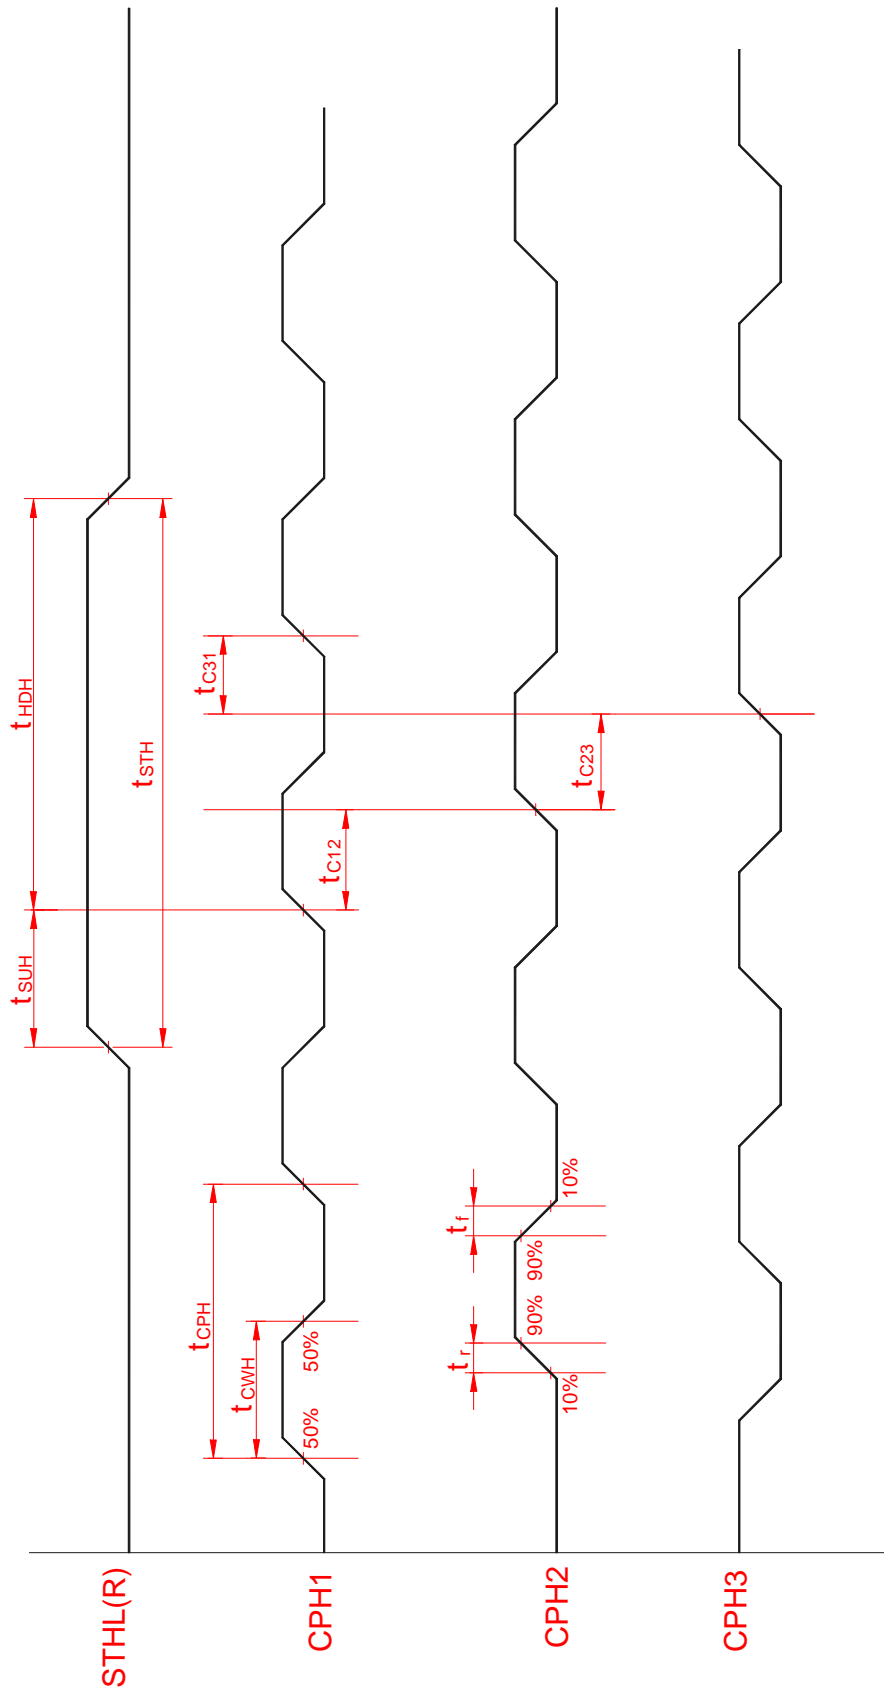 STHL(R)
tSUH
tHDH
tSTH
CPH1
tCPH
tCWH
50%
50%
tC12
tC31
CPH2
tr
tf
10%
90%
90%
10%
tC23
CPH3